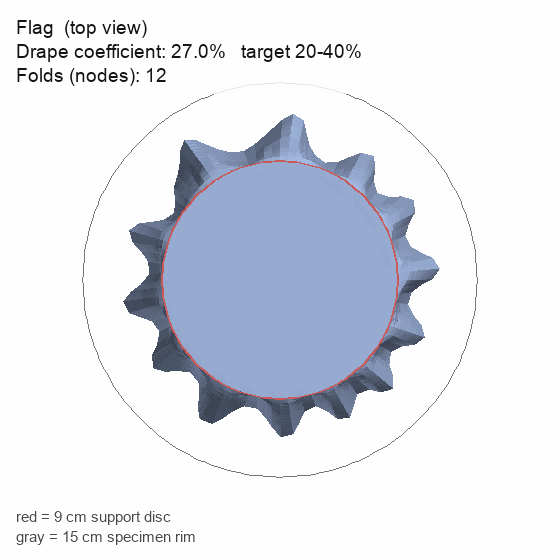 Flag  (top view)
Drape coefficient: 27.0%   target 20-40%
Folds (nodes): 12
red = 9 cm support disc
gray = 15 cm specimen rim